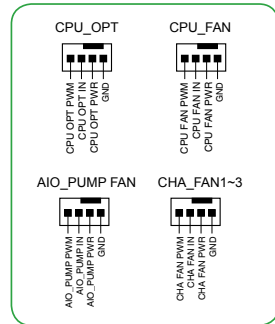 CPU_OPT
CPU OPT PWM
CPU OPT IN
CPU OPT PWR
GND
CPU_FAN
CPU FAN PWM
CPU FAN IN
CPU FAN PWR
GND
AIO_PUMP FAN
AIO_PUMP PWM
AIO_PUMP IN
AIO_PUMP PWR
GND
CHA_FAN1~3
CHA FAN PWM
CHA FAN IN
CHA FAN PWR
GND